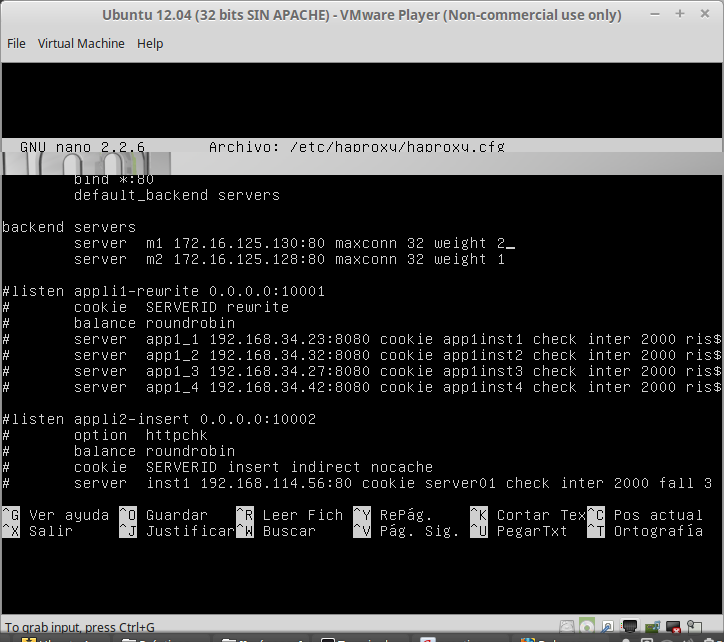 Ubuntu 12.04 (32 bits SIN APACHE) - VMware Player (Non-commercial use only)
File Virtual Machine Help
GNU nano 2.2.6 Archivo: /etc/haproxy/haproxy.cfg
bind *:80
default_backend servers
backend servers
server m1 172.16.125.130:80 maxconn 32 weight 2
server m2 172.16.125.128:80 maxconn 32 weight 1
#listen appli1-rewrite 0.0.0.0:10001
# cookie SERVERID rewrite
# balance roundrobin
# server app1_1 192.168.34.23:8080 cookie app1inst1 check inter 2000 ris$
# server app1_2 192.168.34.32:8080 cookie app1inst2 check inter 2000 ris$
# server app1_3 192.168.34.27:8080 cookie app1inst3 check inter 2000 ris$
# server app1_4 192.168.34.42:8080 cookie app1inst4 check inter 2000 ris$
#listen appli2-insert 0.0.0.0:10002
# option httpchk
# balance roundrobin
# cookie SERVERID insert indirect nocache
# server inst1 192.168.114.56:80 cookie server01 check inter 2000 fall 3
^G Ver ayuda ^O Guardar ^R Leer Fich ^Y RePág. ^K Cortar Tex ^C Pos actual
^X Salir ^J Justificar ^W Buscar ^V Pág. Sig. ^U PegarTxt ^T Ortografía
To grab input, press Ctrl+G